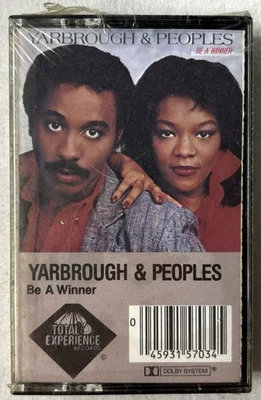 YARBROUGH & PEOPLES
BE A WINNER
YARBROUGH & PEOPLES
Be A Winner
TOTAL
EXPERIENCE
RECORDS
©
0
45931 57034
DOLBY SYSTEM®